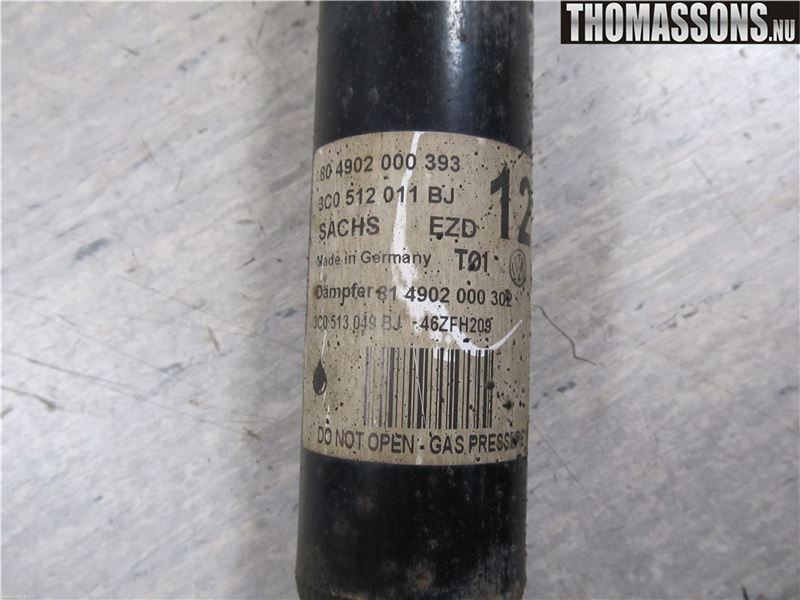 THOMASSONS.NU
80 4902 000 393
3C0 512 011 BJ 12
SACHS EZD
Made in Germany T01
Dämpfer 81 4902 000 302
3C0 513 049 BJ 46ZFH209
DO NOT OPEN - GAS PRESSURE